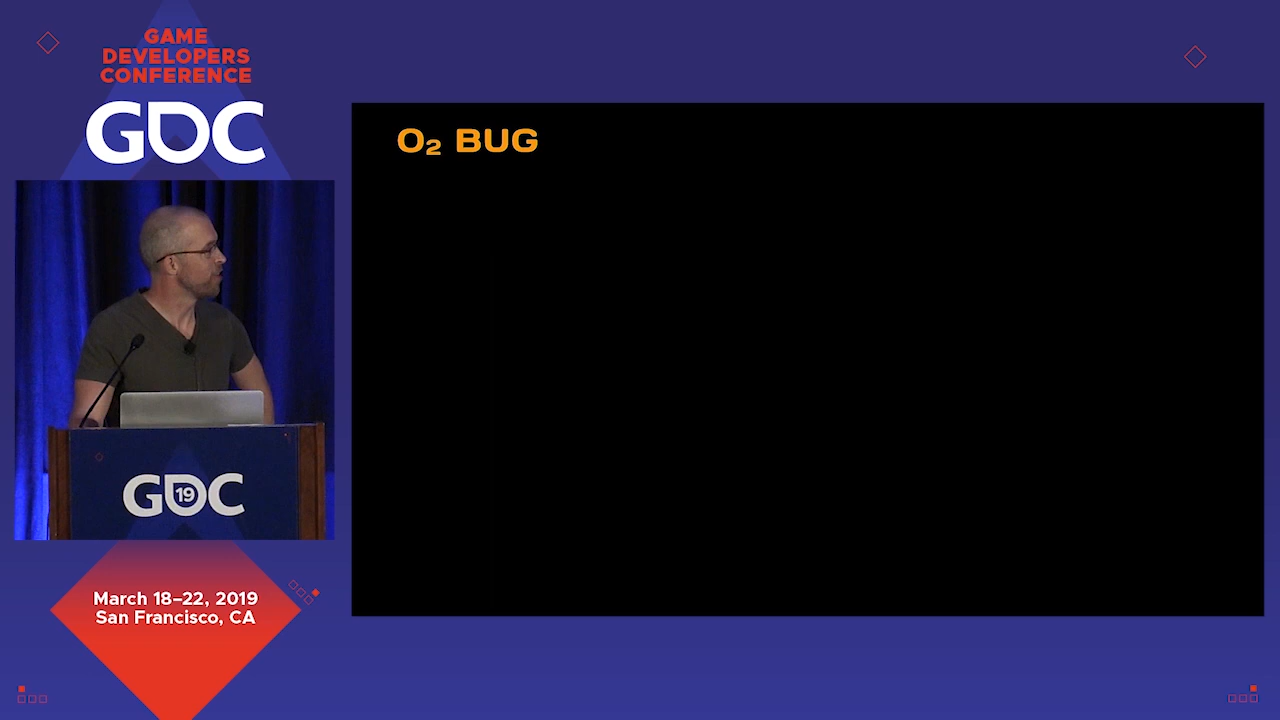 GAME
DEVELOPERS
CONFERENCE
GDC
O₂ BUG
GDC
19
March 18–22, 2019
San Francisco, CA